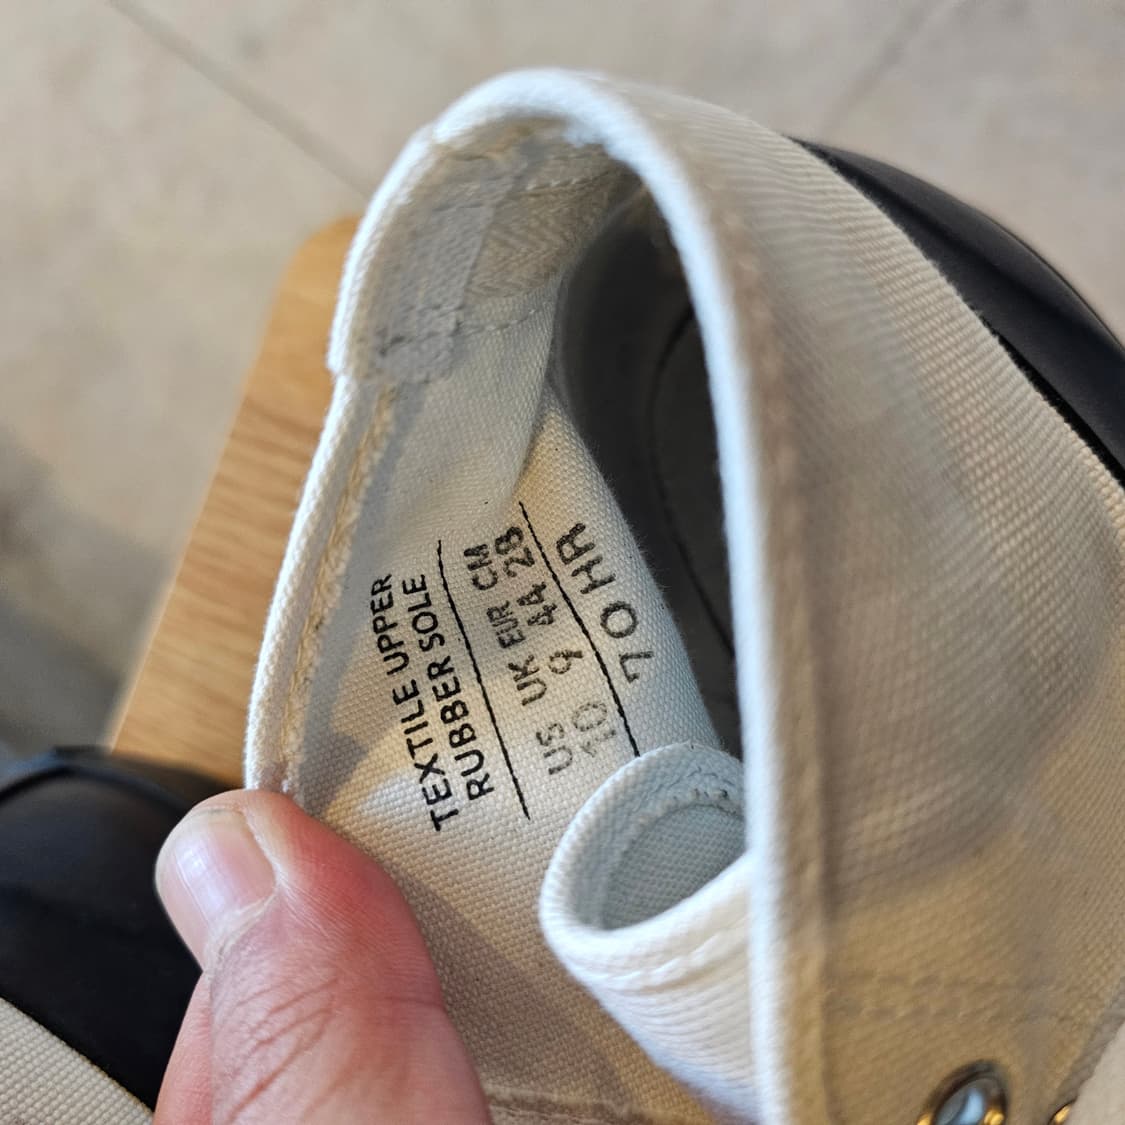 TEXTILE UPPER
RUBBER SOLE
US UK EUR CM
10 9 44 28
70 HR